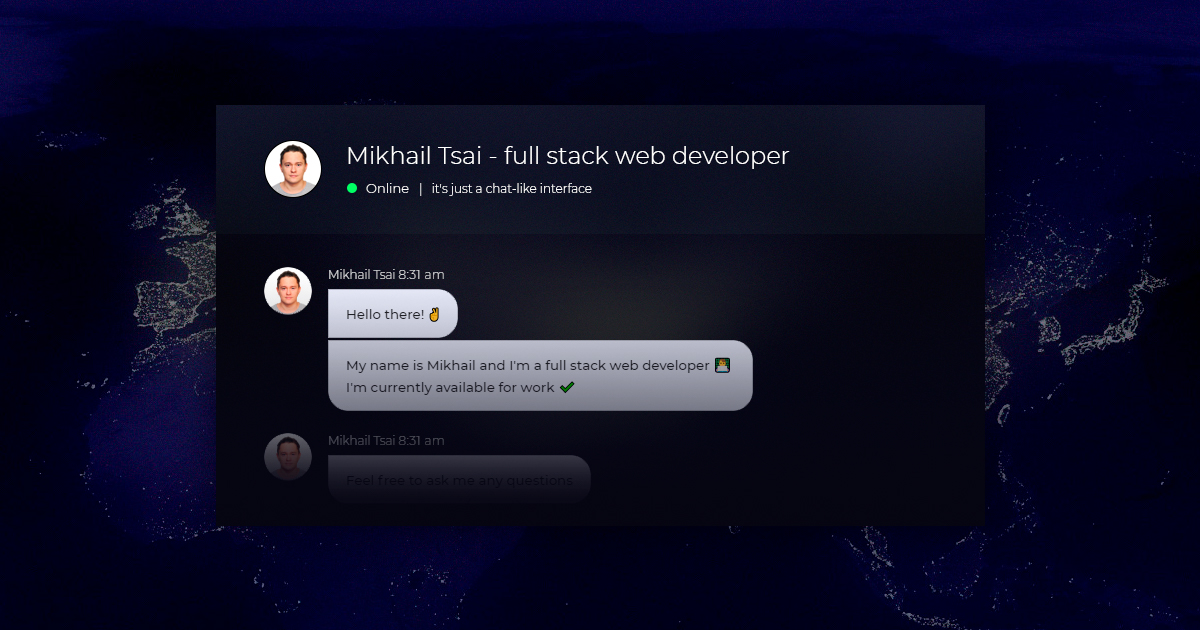 Mikhail Tsai - full stack web developer
Online | it's just a chat-like interface
Mikhail Tsai 8:31 am
Hello there! ✌
My name is Mikhail and I'm a full stack web developer 👨‍💻
I'm currently available for work ✔
Mikhail Tsai 8:31 am
Feel free to ask me any questions